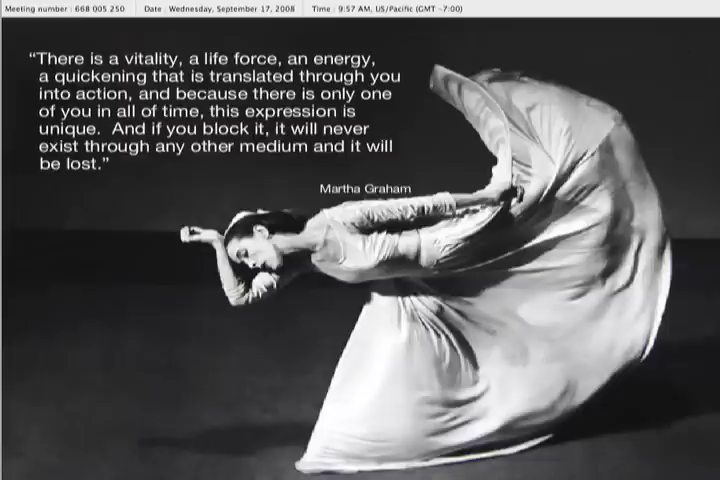 Meeting number : 668 005 250 Date : Wednesday, September 17, 2008 Time : 9:57 AM, US/Pacific (GMT -7:00)
“There is a vitality, a life force, an energy,
a quickening that is translated through you
into action, and because there is only one
of you in all of time, this expression is
unique. And if you block it, it will never
exist through any other medium and it will
be lost.”
Martha Graham